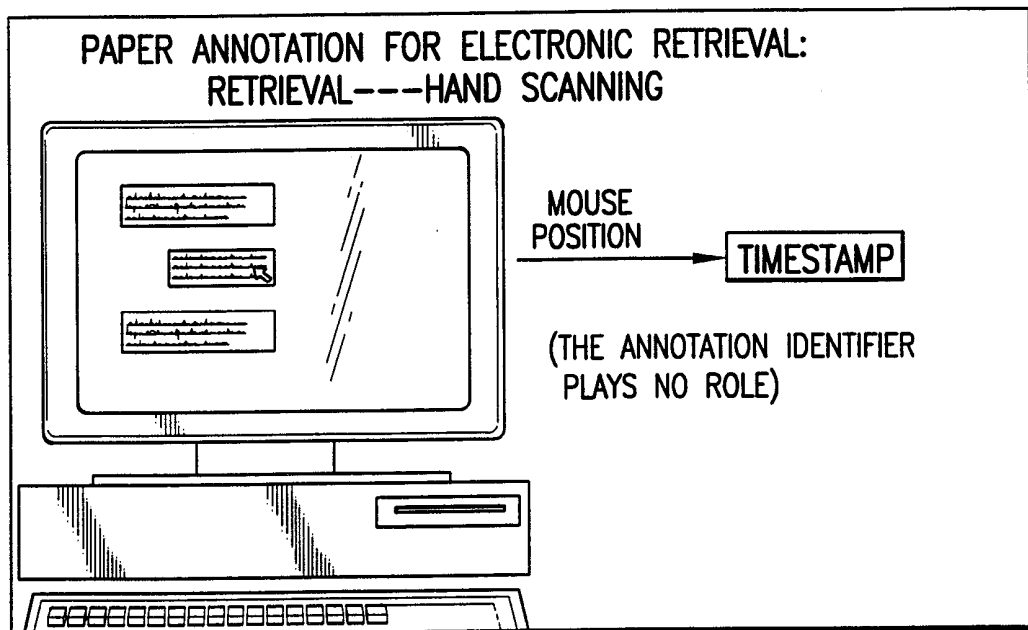 PAPER ANNOTATION FOR ELECTRONIC RETRIEVAL:
RETRIEVAL---HAND SCANNING
MOUSE
POSITION
TIMESTAMP
(THE ANNOTATION IDENTIFIER
PLAYS NO ROLE)